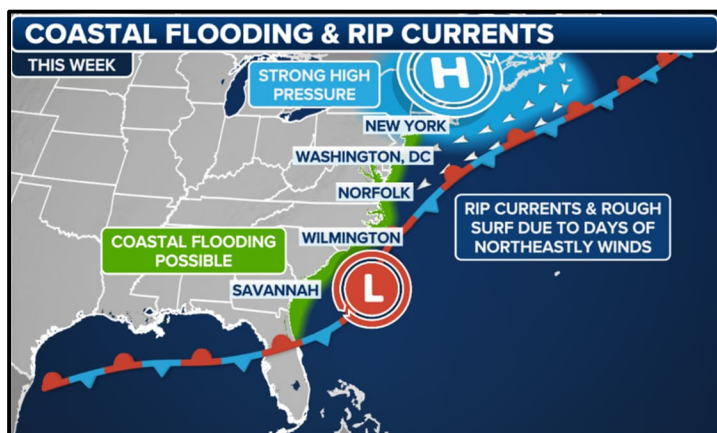 COASTAL FLOODING & RIP CURRENTS
THIS WEEK
STRONG HIGH
PRESSURE
H
NEW YORK
WASHINGTON, DC
NORFOLK
RIP CURRENTS & ROUGH
SURF DUE TO DAYS OF
NORTHEASTLY WINDS
COASTAL FLOODING
POSSIBLE
WILMINGTON
SAVANNAH
L